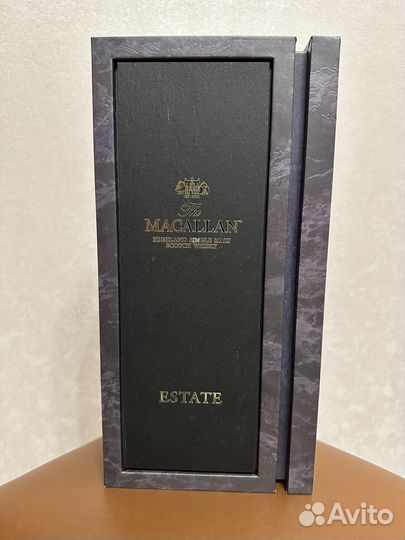 The
MACALLAN
HIGHLAND SINGLE MALT
SCOTCH WHISKY
ESTATE
Avito